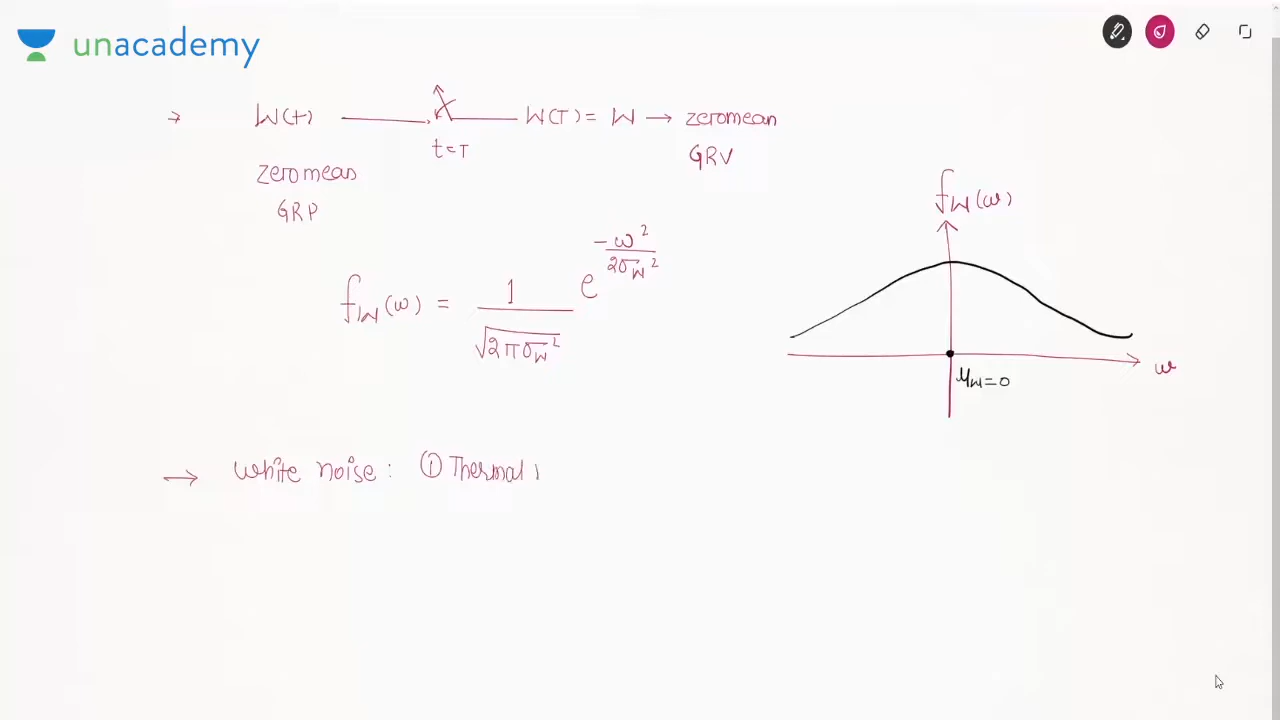 unacademy
→ W(t) W(T) = W → zeromean
t=T
GRV
zeromean
GRP
f_W(ω)
f_W(ω) = 1/√(2πσ_W²) e^(-ω²/2σ_W²)
ω
μ_W=0
→ White noise: ① Thermal